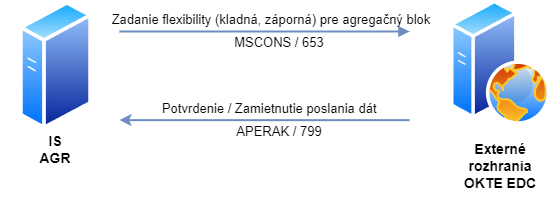 Zadanie flexibility (kladná, záporná) pre agregačný blok
MSCONS / 653
Potvrdenie / Zamietnutie poslania dát
APERAK / 799
IS
AGR
Externé
rozhrania
OKTE EDC